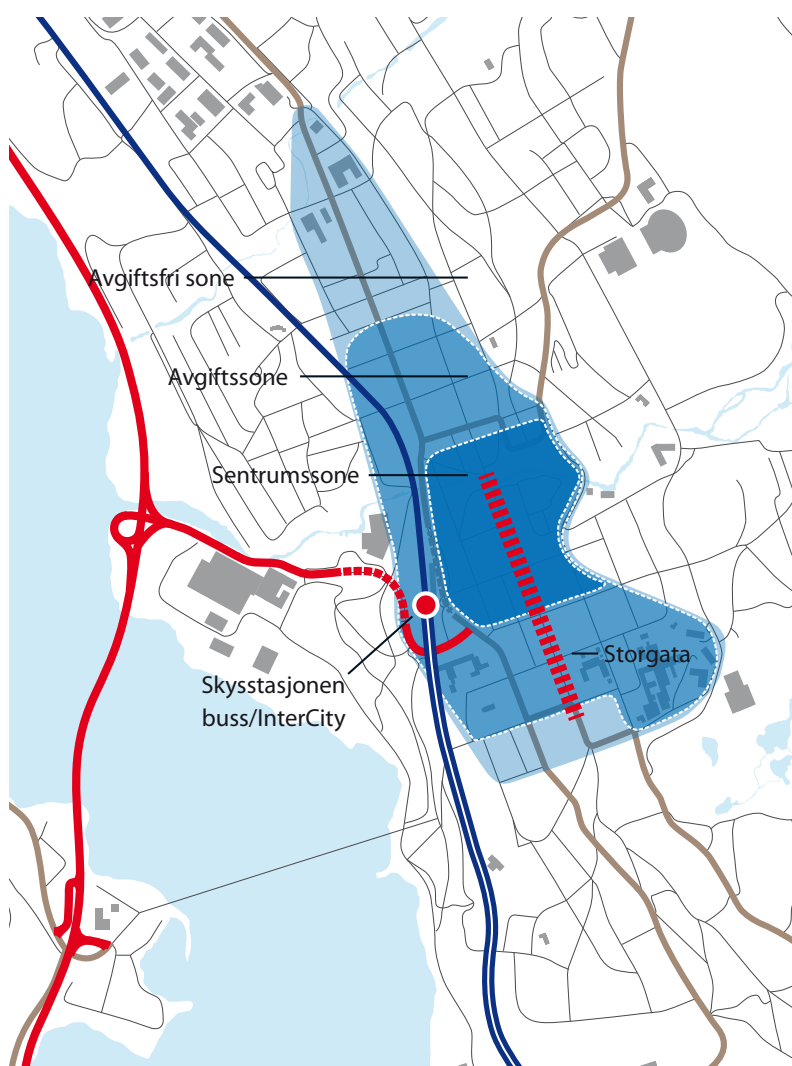 Avgiftsfri sone
Avgiftssone
Sentrumssone
Storgata
Skysstasjonen
buss/InterCity